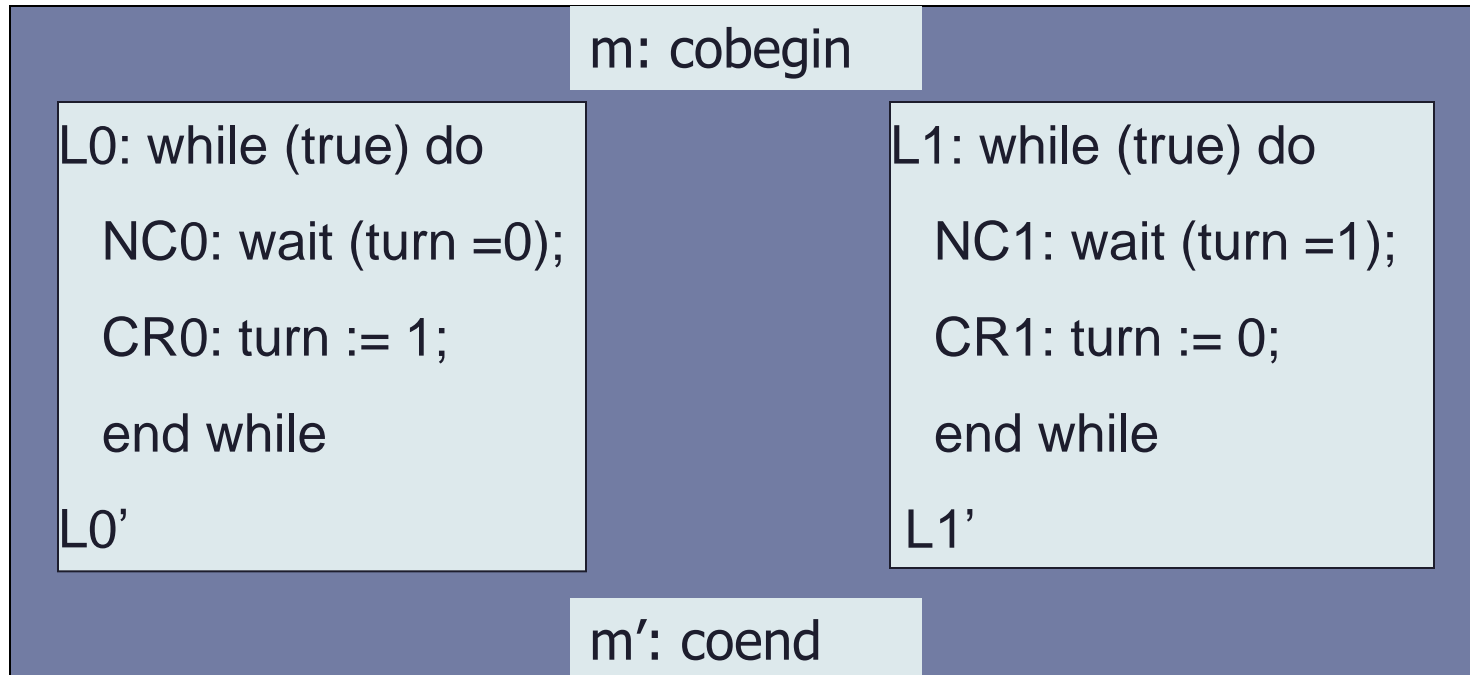 m: cobegin
L0: while (true) do
NC0: wait (turn =0);
CR0: turn := 1;
end while
L0’
L1: while (true) do
NC1: wait (turn =1);
CR1: turn := 0;
end while
L1’
m′: coend